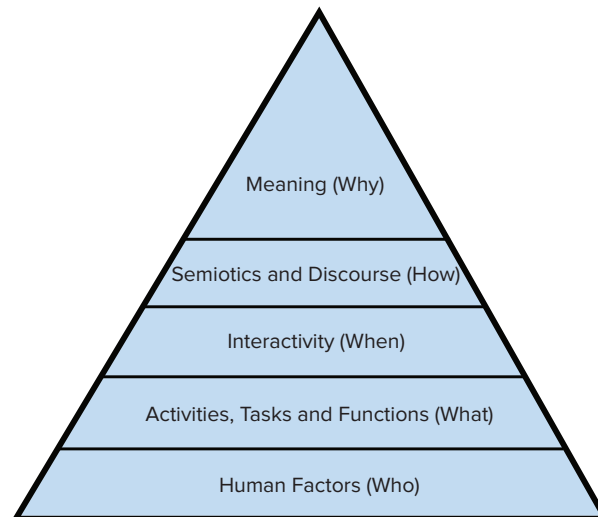 Meaning (Why)
Semiotics and Discourse (How)
Interactivity (When)
Activities, Tasks and Functions (What)
Human Factors (Who)